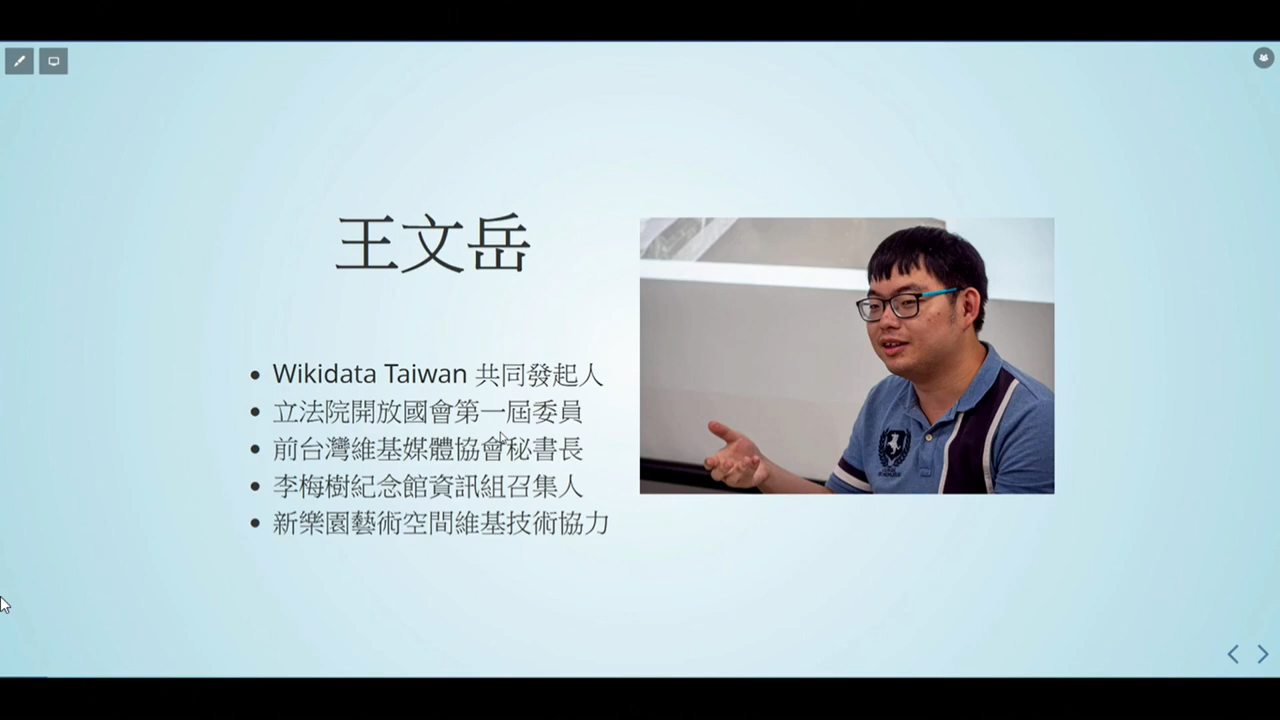 王文岳
Wikidata Taiwan 共同發起人
立法院開放國會第一屆委員
前台灣維基媒體協會秘書長
李梅樹紀念館資訊組召集人
新樂園藝術空間維基技術協力